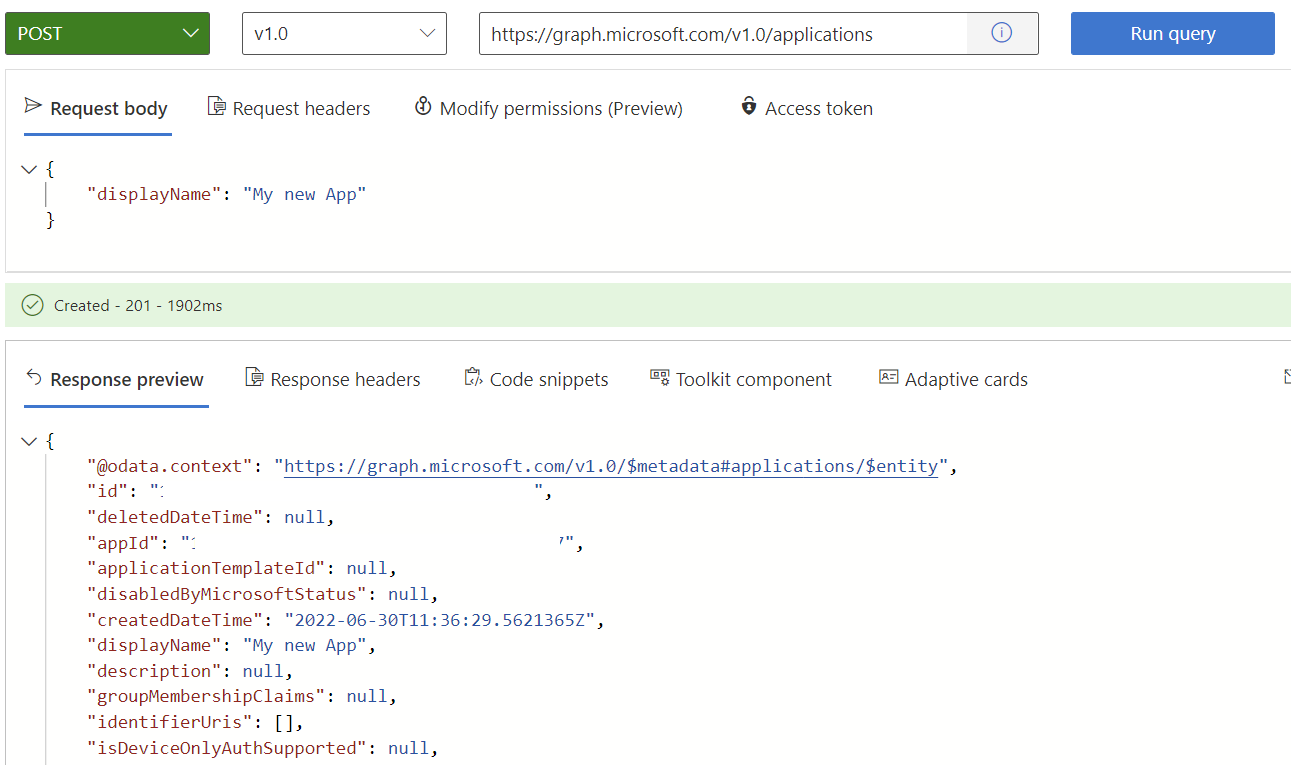 POST v1.0 https://graph.microsoft.com/v1.0/applications Run query
Request body Request headers Modify permissions (Preview) Access token
{
"displayName": "My new App"
}
Created - 201 - 1902ms
Response preview Response headers Code snippets Toolkit component Adaptive cards
{
"@odata.context": "https://graph.microsoft.com/v1.0/$metadata#applications/$entity",
"id": " ",
"deletedDateTime": null,
"appId": " ",
"applicationTemplateId": null,
"disabledByMicrosoftStatus": null,
"createdDateTime": "2022-06-30T11:36:29.5621365Z",
"displayName": "My new App",
"description": null,
"groupMembershipClaims": null,
"identifierUris": [],
"isDeviceOnlyAuthSupported": null,